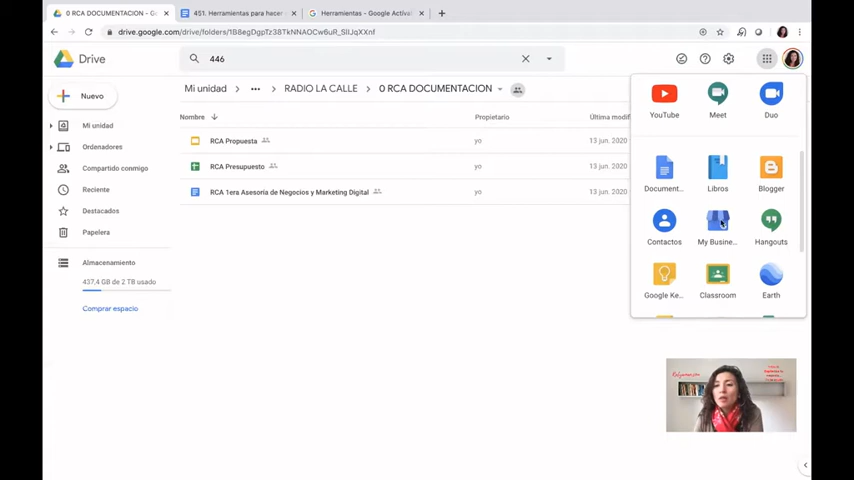 0 RCA DOCUMENTACION - G
451. Herramientas para hacer
Herramientas - Google Actíva
drive.google.com/drive/folders/
Drive
446
Nuevo
Mi unidad
RADIO LA CALLE
0 RCA DOCUMENTACION
Nombre
Propietario
Última modifi
RCA Propuesta
yo
13 jun. 2020
RCA Presupuesto
yo
13 jun. 2020
RCA 1era Asesoría de Negocios y Marketing Digital
yo
13 jun. 2020
Mi unidad
Ordenadores
Compartido conmigo
Reciente
Destacados
Papelera
Almacenamiento
437,4 GB de 2 TB usado
Comprar espacio
YouTube
Meet
Duo
Document...
Libros
Blogger
Contactos
My Busine...
Hangouts
Google Ke...
Classroom
Earth